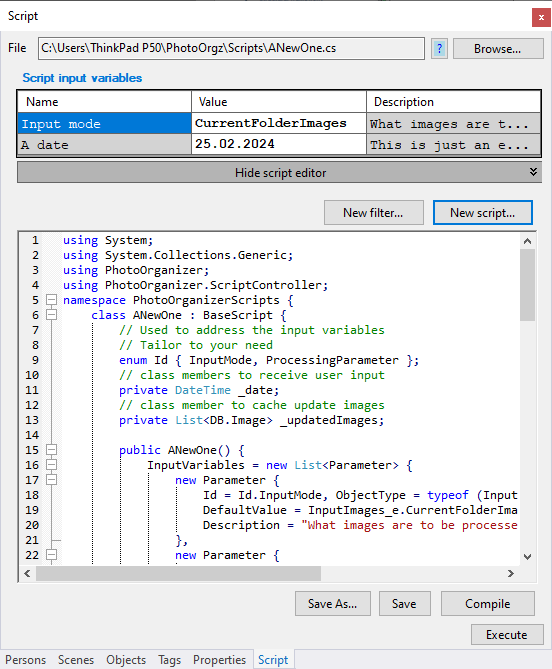 Script
x
File C:\Users\ThinkPad P50\PhotoOrgz\Scripts\ANewOne.cs ? Browse...
Script input variables
Name Value Description
Input mode CurrentFolderImages What images are t...
A date 25.02.2024 This is just an e...
Hide script editor
New filter... New script...
1 using System;
2 using System.Collections.Generic;
3 using PhotoOrganizer;
4 using PhotoOrganizer.ScriptController;
5 namespace PhotoOrganizerScripts {
6 class ANewOne : BaseScript {
7 // Used to address the input variables
8 // Tailor to your need
9 enum Id { InputMode, ProcessingParameter };
10 // class members to receive user input
11 private DateTime _date;
12 // class member to cache update images
13 private List<DB.Image> _updatedImages;
14
15 public ANewOne() {
16 InputVariables = new List<Parameter> {
17 new Parameter {
18 Id = Id.InputMode, ObjectType = typeof (Input
19 DefaultValue = InputImages_e.CurrentFolderIma
20 Description = "What images are to be processe
21 },
22 new Parameter {
Save As... Save Compile
Execute
Persons Scenes Objects Tags Properties Script